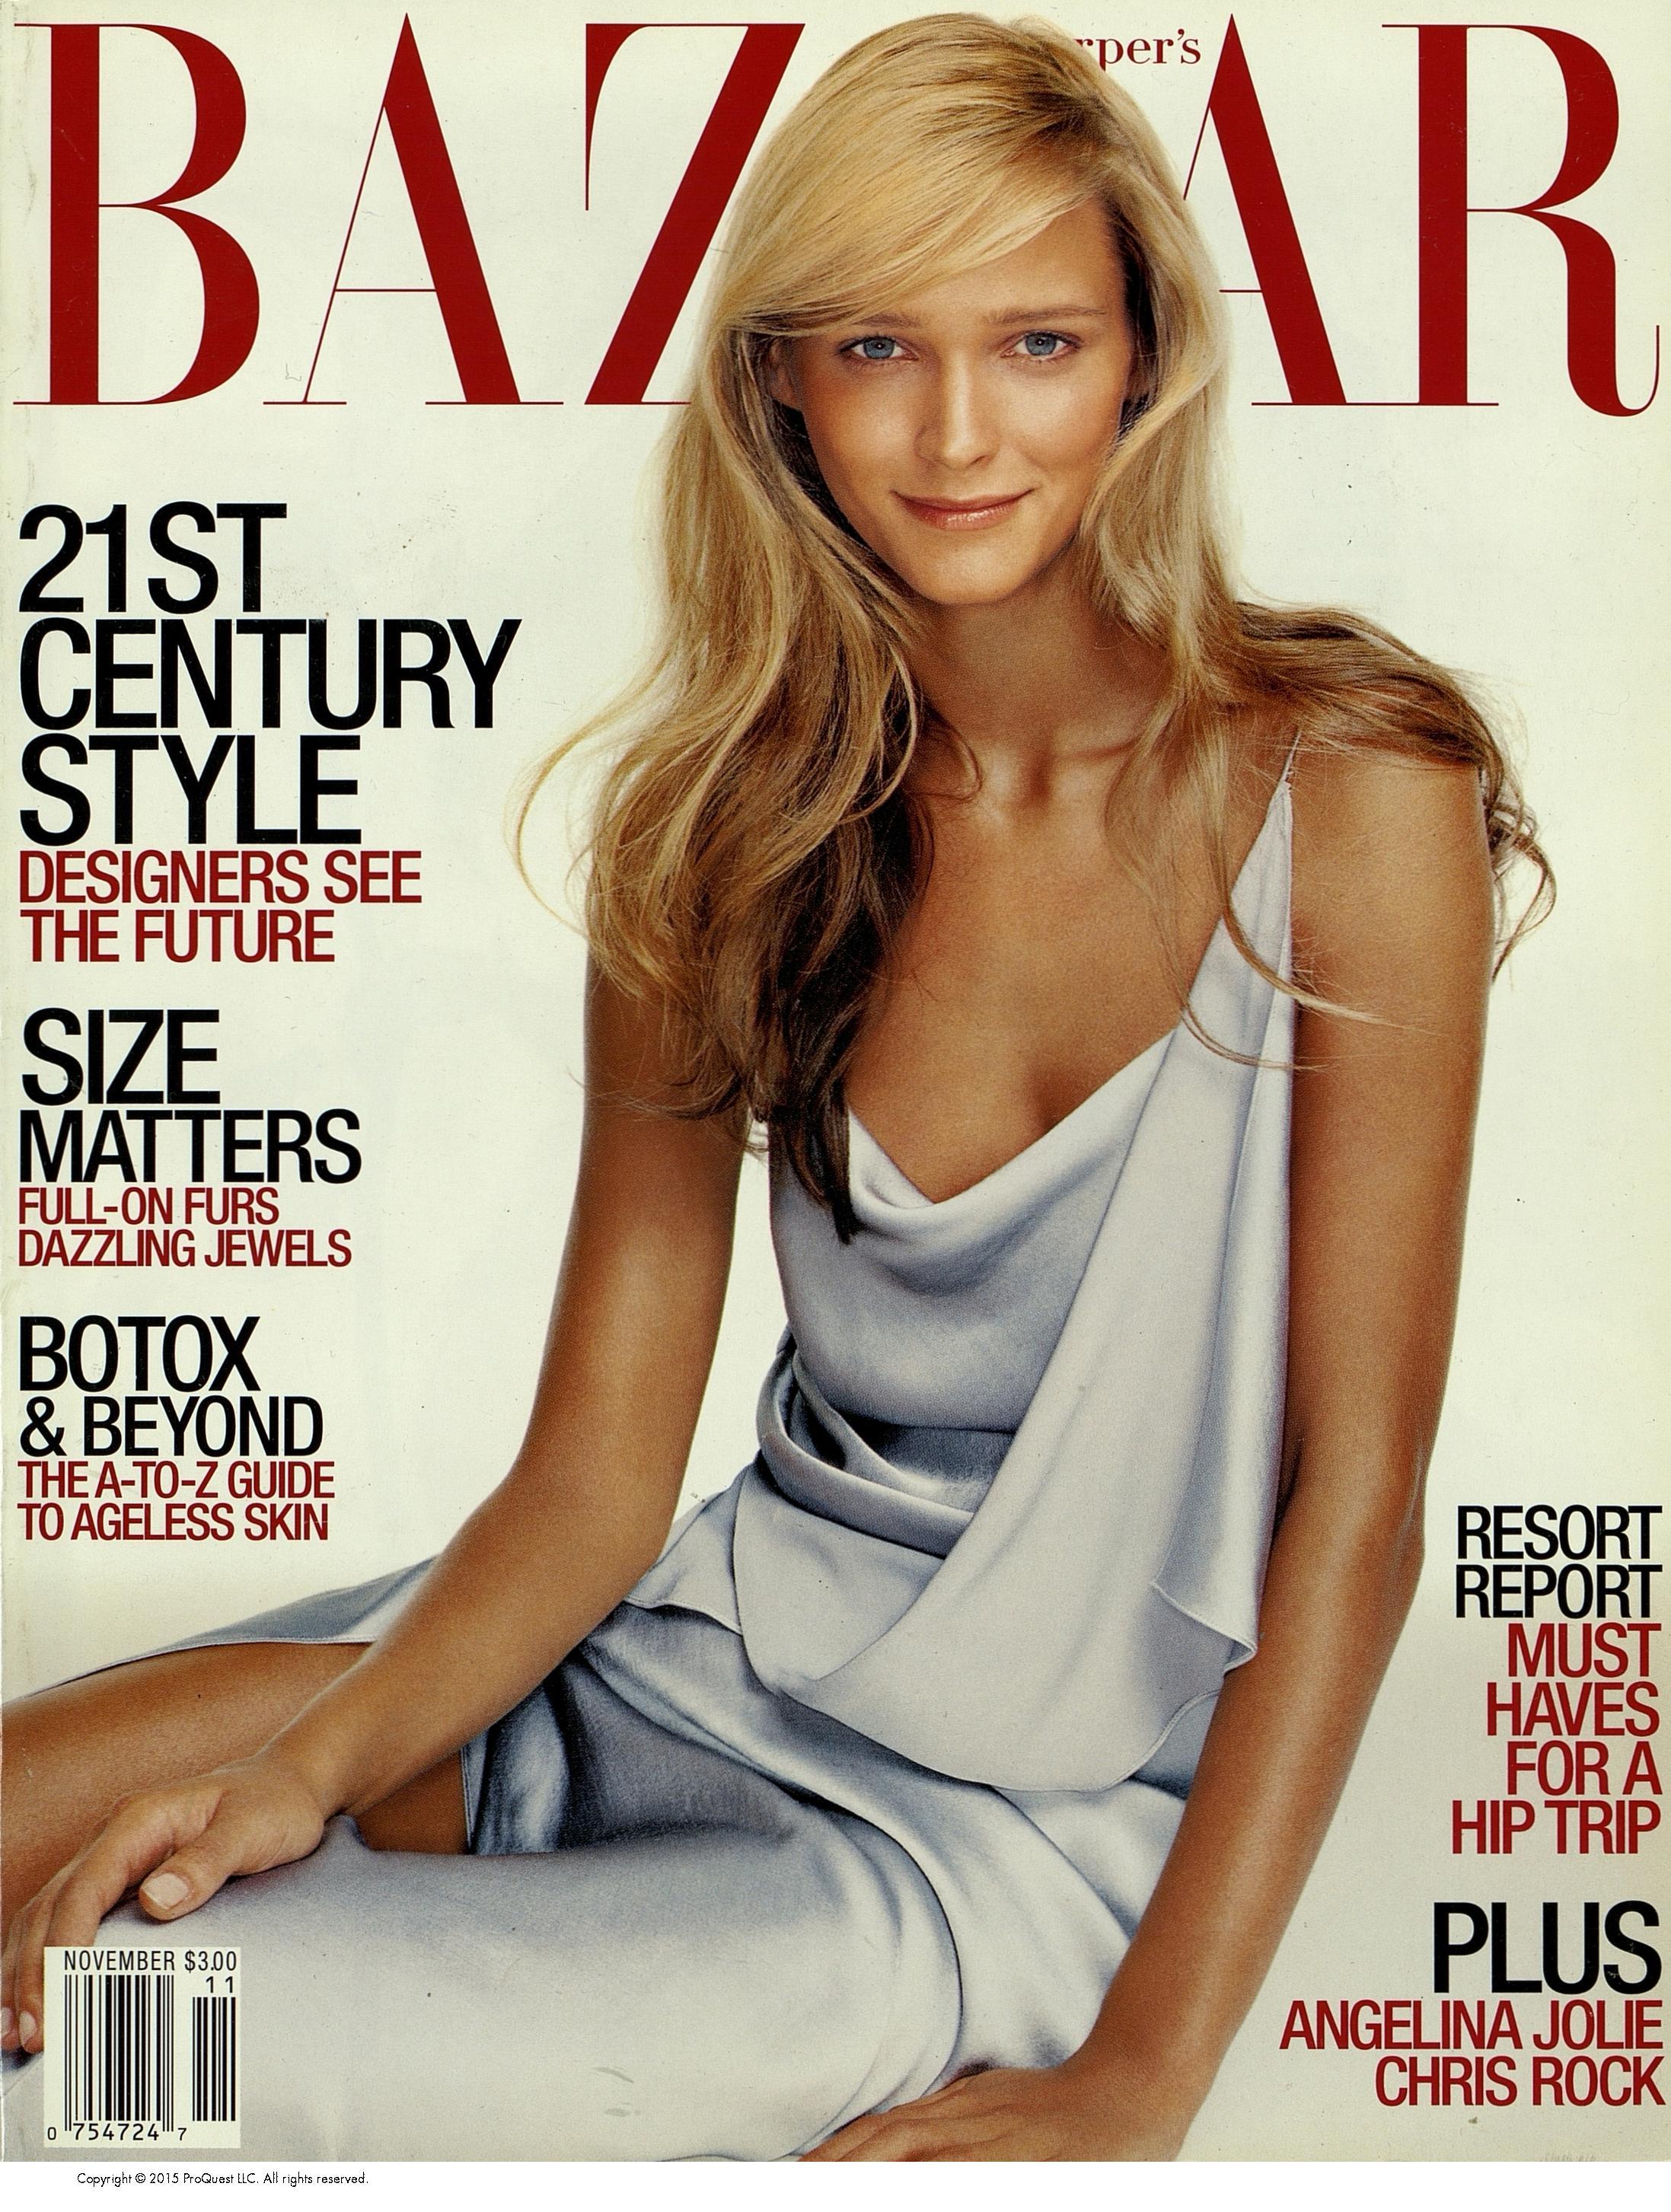 BAZAAR
rper's
21ST
CENTURY
STYLE
DESIGNERS SEE
THE FUTURE
SIZE
MATTERS
FULL-ON FURS
DAZZLING JEWELS
BOTOX
& BEYOND
THE A-TO-Z GUIDE
TO AGELESS SKIN
RESORT
REPORT
MUST
HAVES
FOR A
HIP TRIP
PLUS
ANGELINA JOLIE
CHRIS ROCK
NOVEMBER $3.00
11
0 754724 7
Copyright © 2015 ProQuest LLC. All rights reserved.